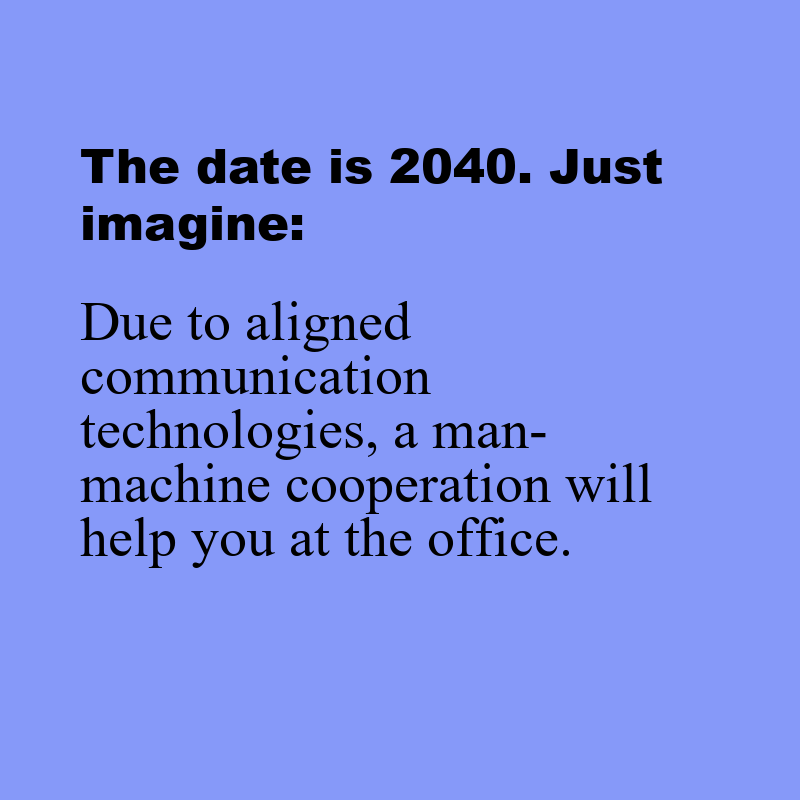 The date is 2040. Just
imagine:
Due to aligned
communication
technologies, a man-
machine cooperation will
help you at the office.